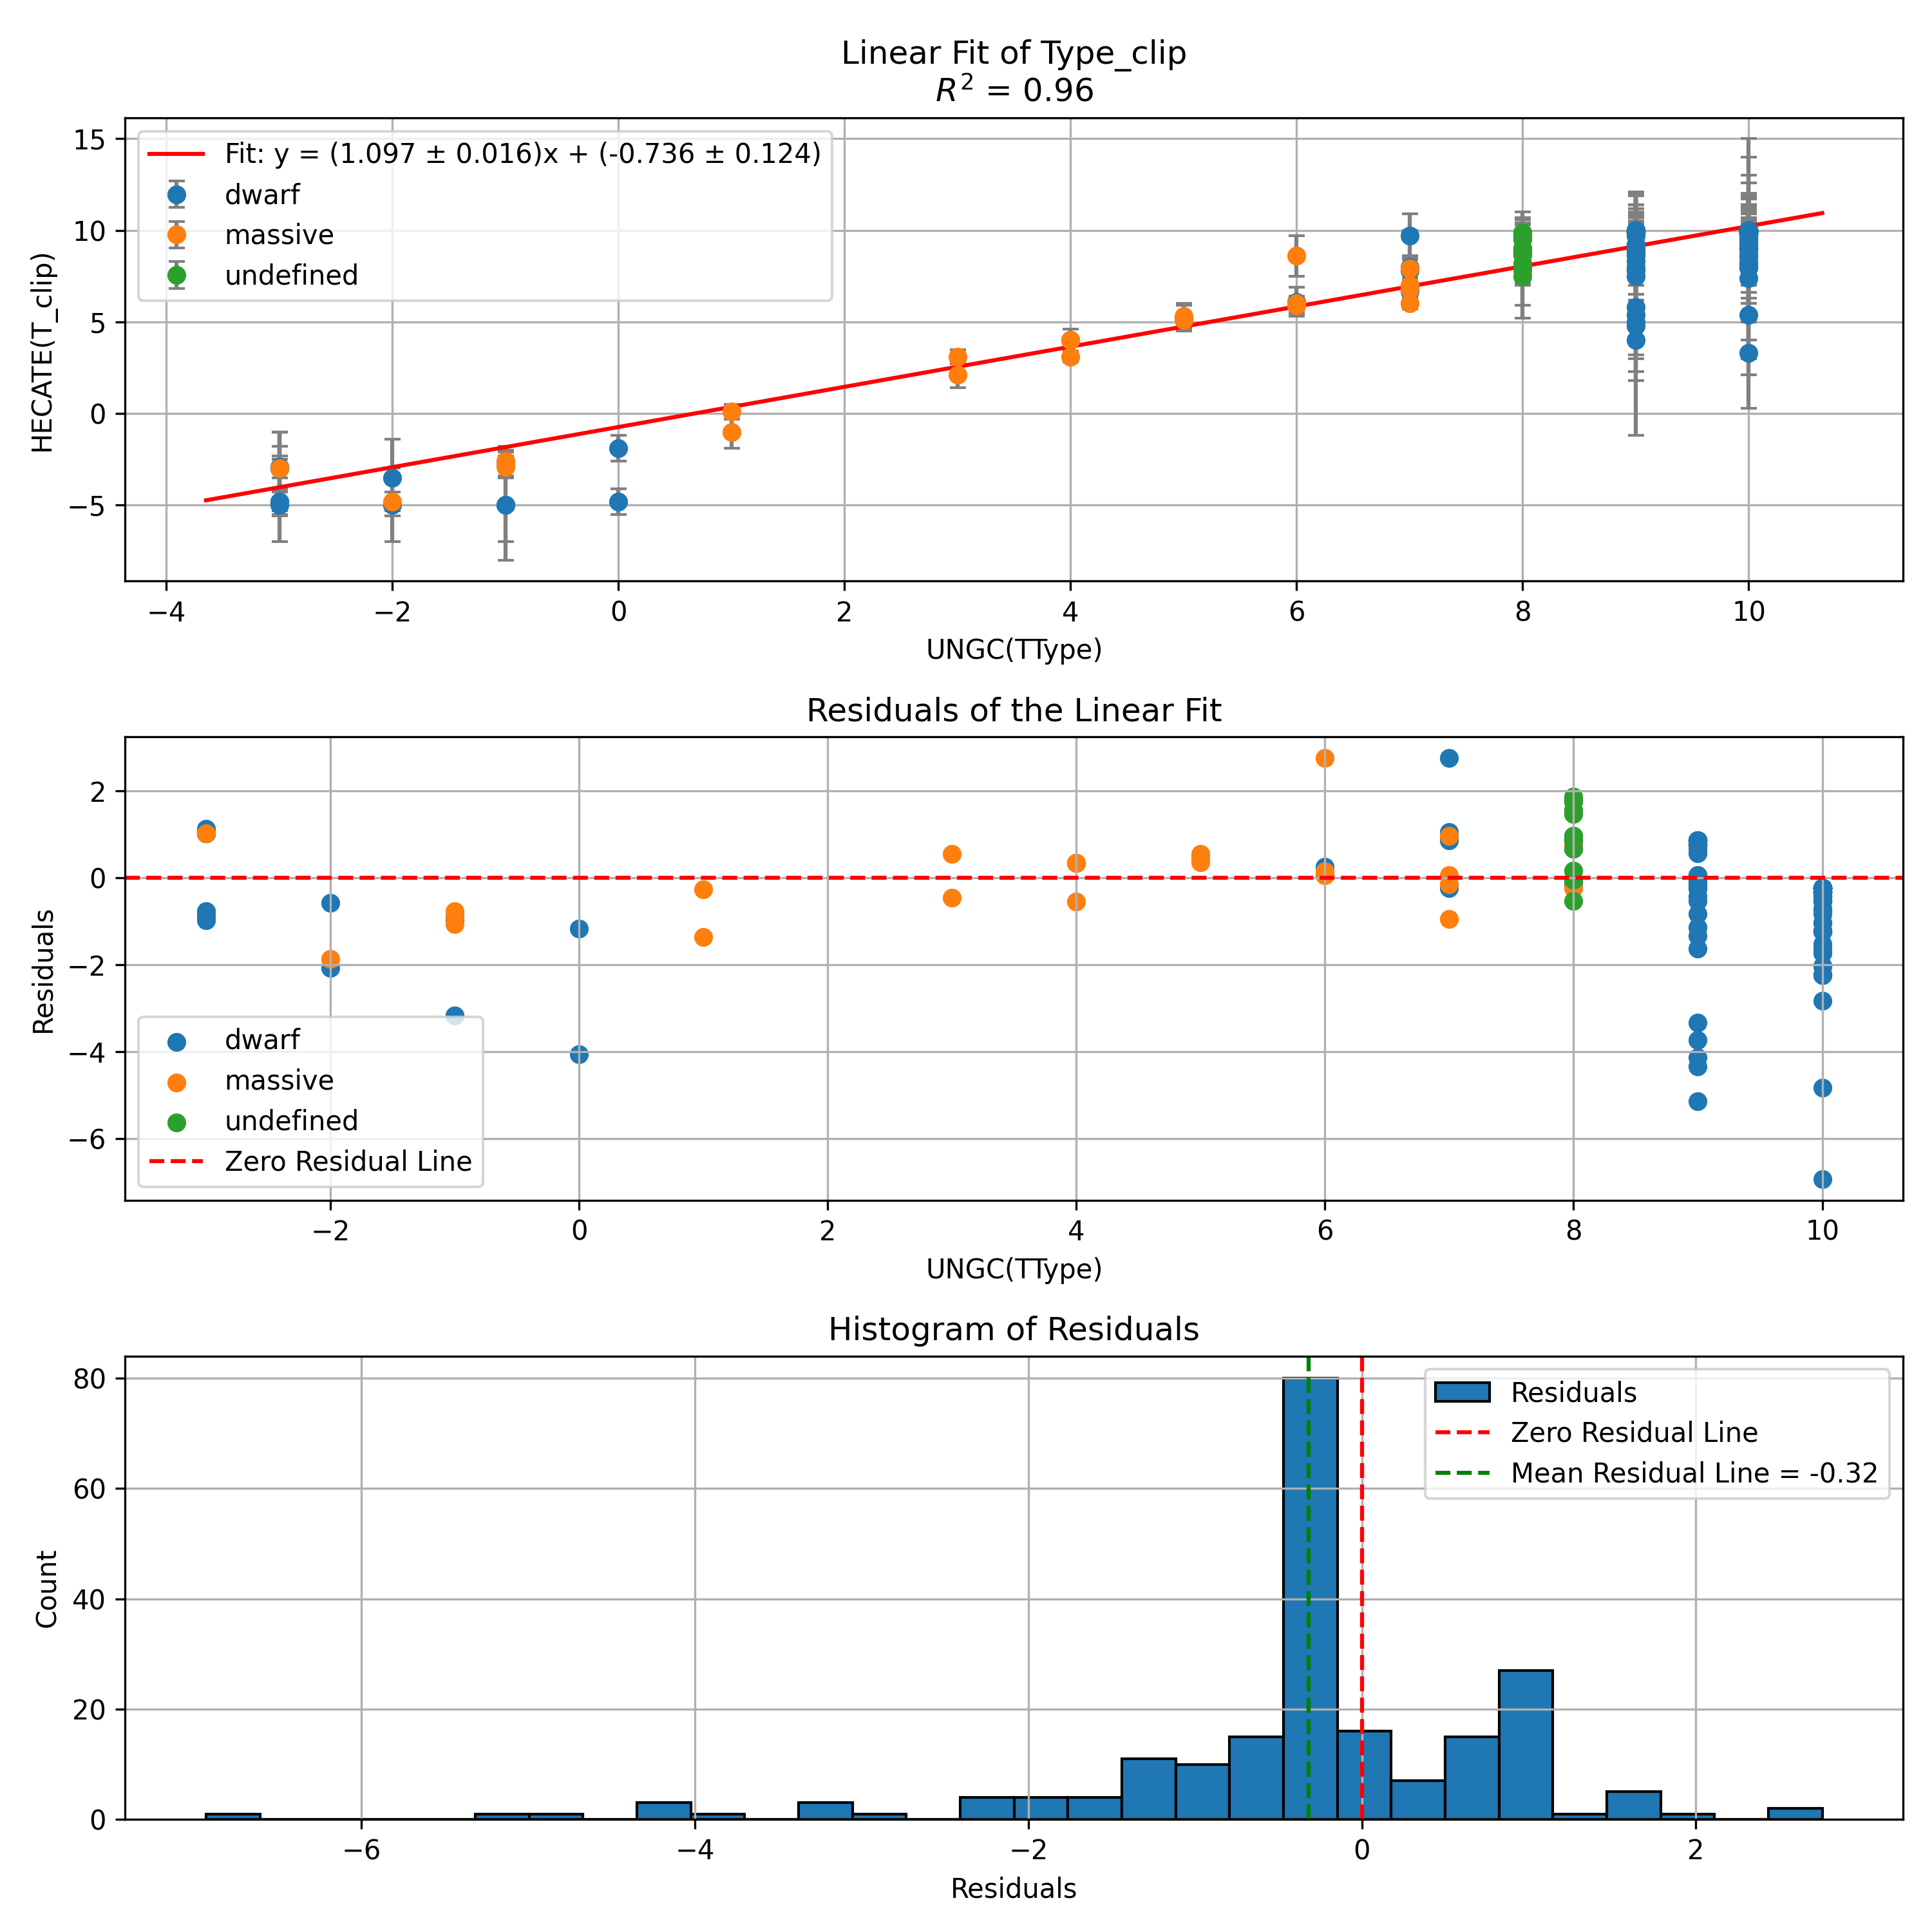 Linear Fit of Type_clip
R² = 0.96
15
10
5
0
−5
HECATE(T_clip)
Fit: y = (1.097 ± 0.016)x + (-0.736 ± 0.124)
dwarf
massive
undefined
−4 −2 0 2 4 6 8 10
UNGC(TType)
Residuals of the Linear Fit
2
0
−2
−4
−6
Residuals
dwarf
massive
undefined
Zero Residual Line
−2 0 2 4 6 8 10
UNGC(TType)
Histogram of Residuals
80
60
40
20
0
Count
Residuals
Zero Residual Line
Mean Residual Line = -0.32
−6 −4 −2 0 2
Residuals